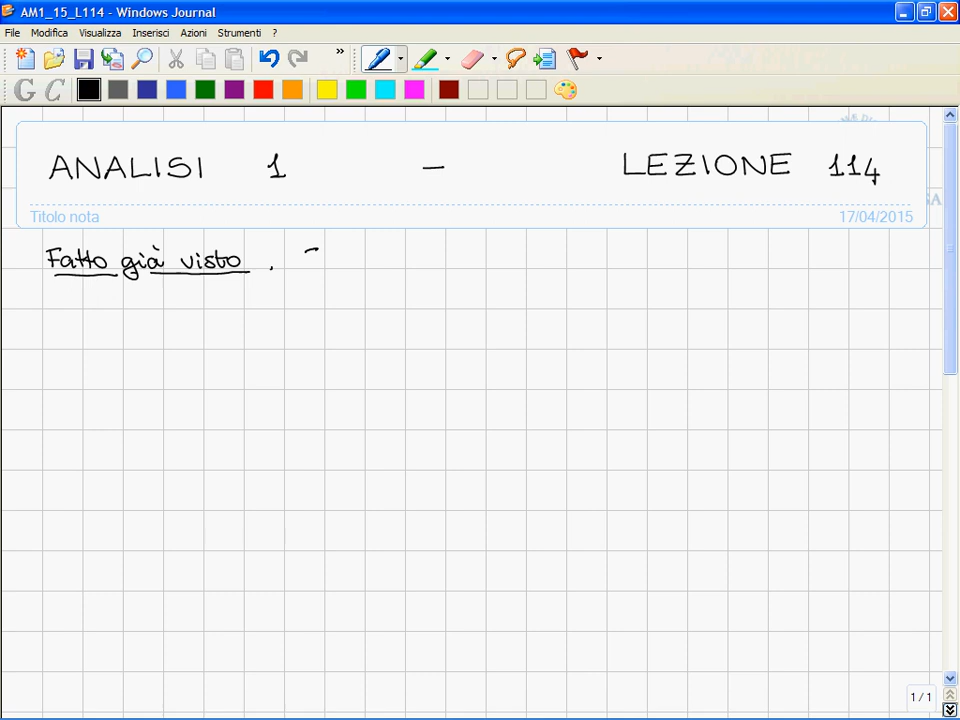 AM1_15_L114 - Windows Journal
File Modifica Visualizza Inserisci Azioni Strumenti ?
»
G C
ANALISI 1 – LEZIONE 114
Titolo nota 17/04/2015
Fatto già visto .
1 / 1